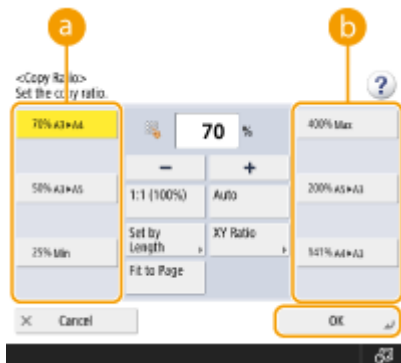 a
b
<Copy Ratio>
Set the copy ratio.
?
70% A3▶A4
70 %
400% Max
−
+
50% A3▶A5
1:1 (100%)
Auto
200% A5▶A3
Set by
Length
XY Ratio
25% Min
141% A4▶A3
Fit to Page
× Cancel
OK